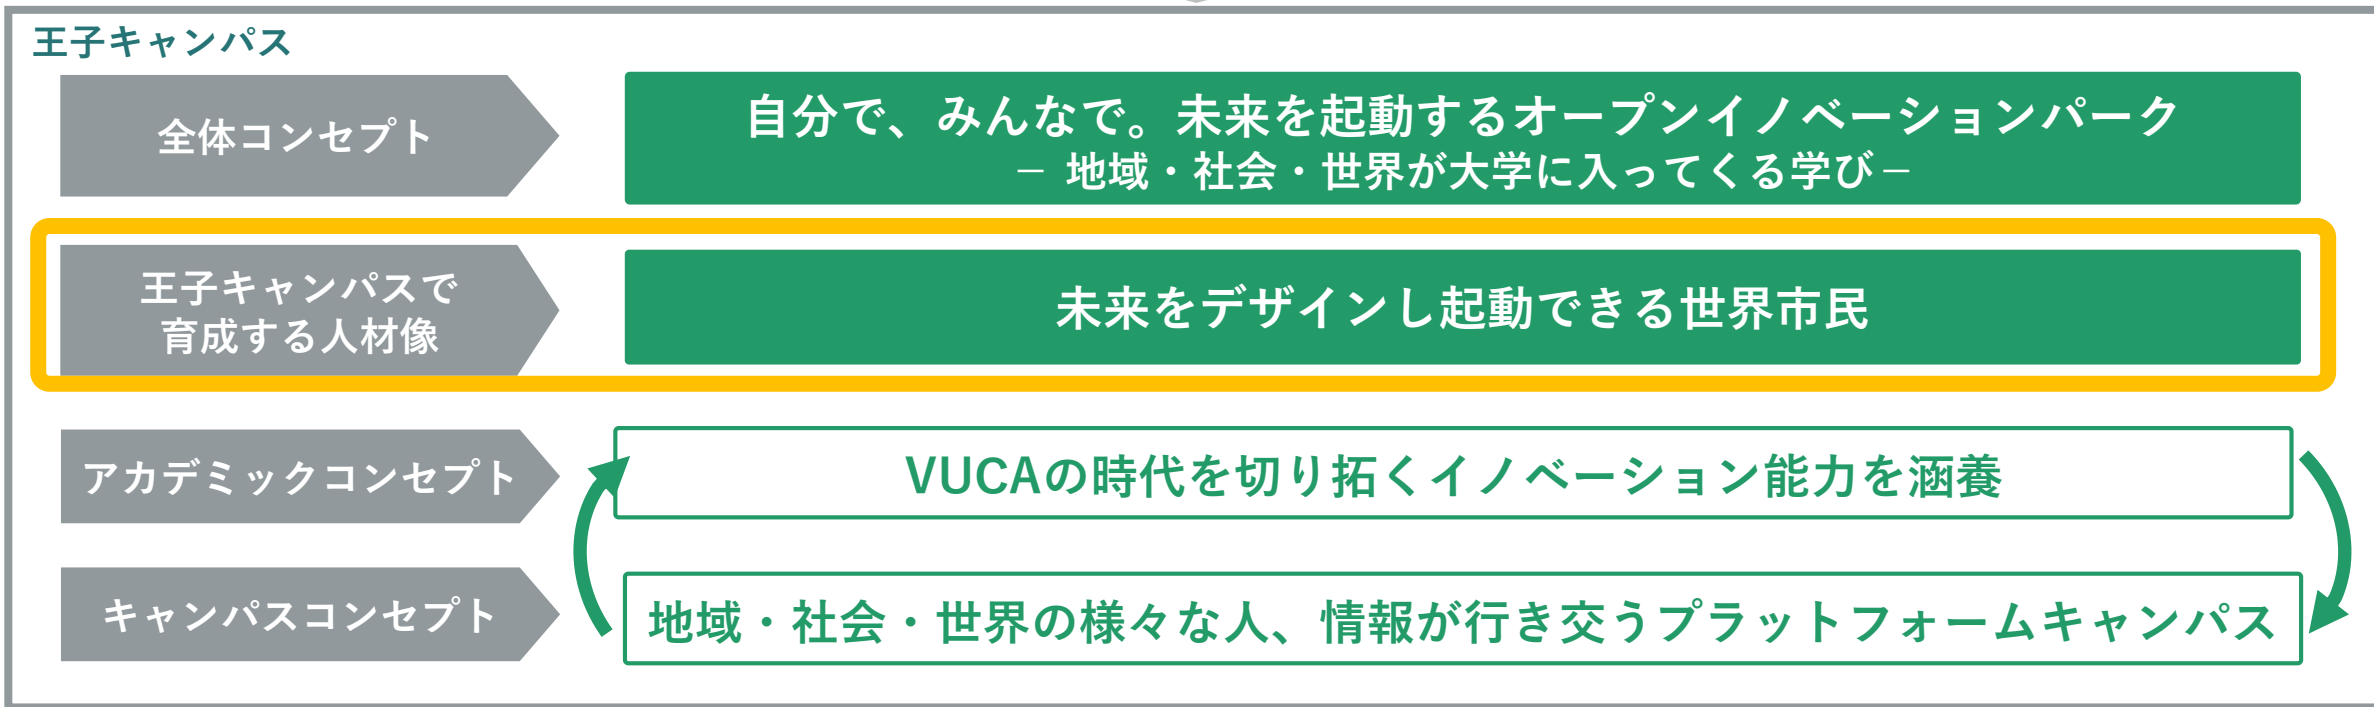 王子キャンパス
全体コンセプト
自分で、みんなで。未来を起動するオープンイノベーションパーク
－ 地域・社会・世界が大学に入ってくる学び－
王子キャンパスで
育成する人材像
未来をデザインし起動できる世界市民
アカデミックコンセプト
VUCAの時代を切り拓くイノベーション能力を涵養
キャンパスコンセプト
地域・社会・世界の様々な人、情報が行き交うプラットフォームキャンパス